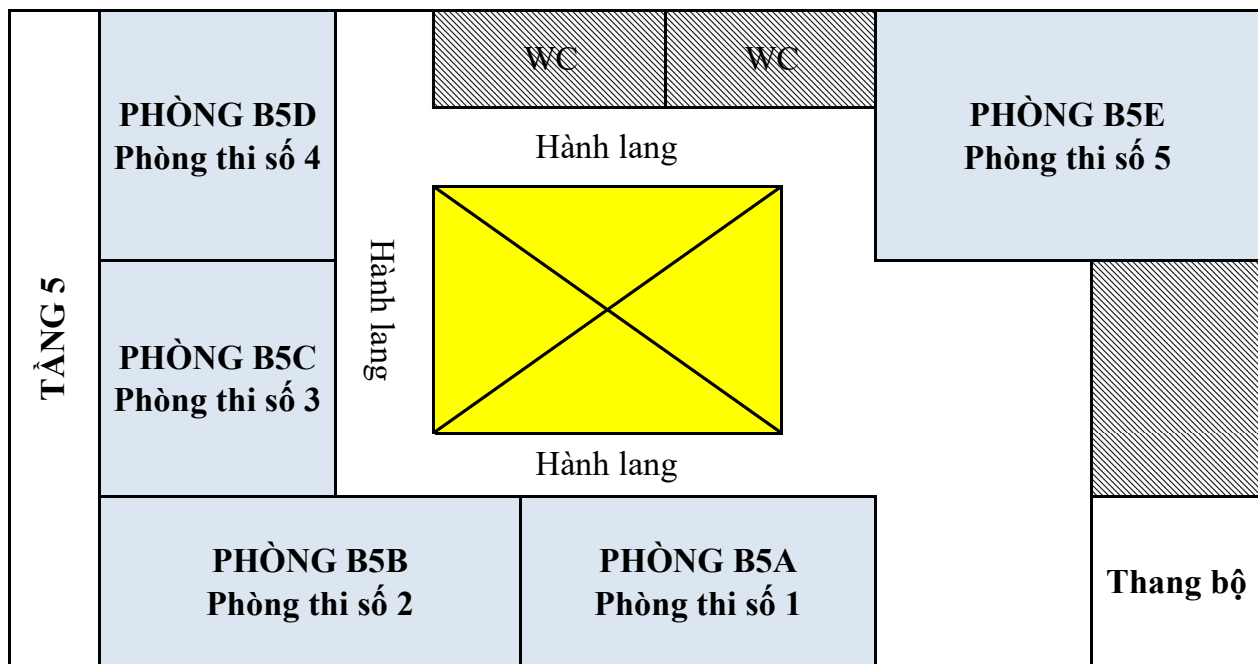 TẦNG 5
PHÒNG B5D
Phòng thi số 4
WC
WC
PHÒNG B5E
Phòng thi số 5
Hành lang
Hành lang
PHÒNG B5C
Phòng thi số 3
Hành lang
PHÒNG B5B
Phòng thi số 2
PHÒNG B5A
Phòng thi số 1
Thang bộ